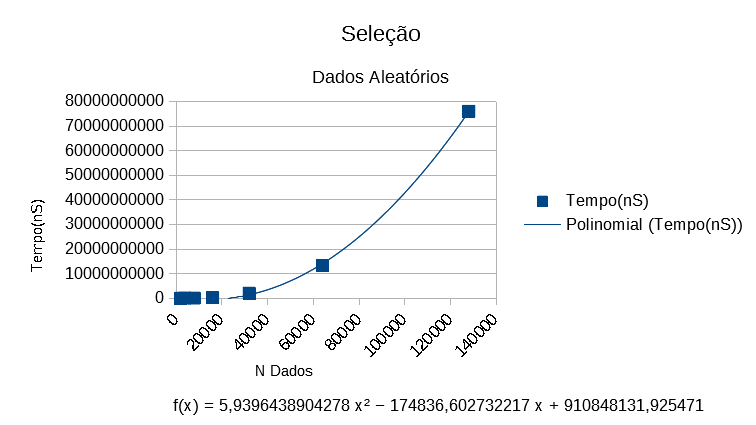 Seleção
Dados Aleatórios
80000000000
70000000000
60000000000
50000000000
40000000000
30000000000
20000000000
10000000000
0
Tempo(nS)
0
20000
40000
60000
80000
100000
120000
140000
N Dados
Tempo(nS)
Polinomial (Tempo(nS))
f(x) = 5,9396438904278 x² − 174836,602732217 x + 910848131,925471